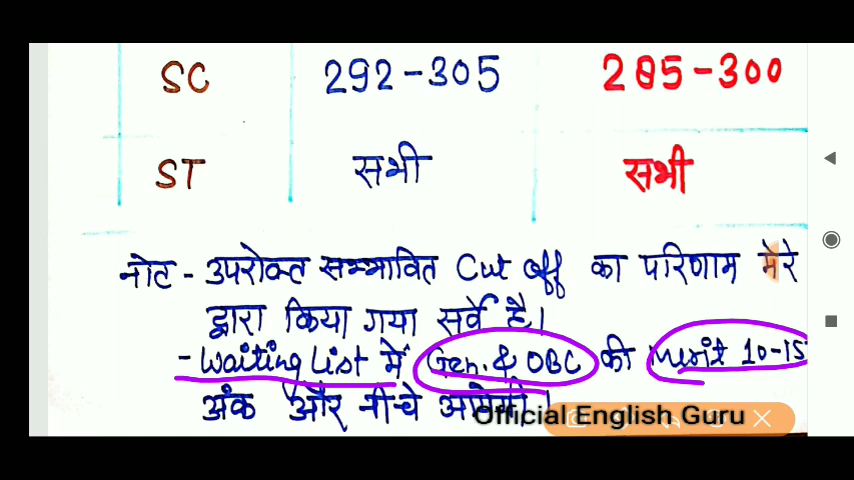 SC 292-305 285-300
ST सभी सभी
नोट - उपरोक्त सम्भावित Cut off का परिणाम मेरे
द्वारा किया गया सर्वे है।
- Waiting List में Gen. & OBC की Merit 10-15
अंक और नीचे आयेगी।
Official English Guru